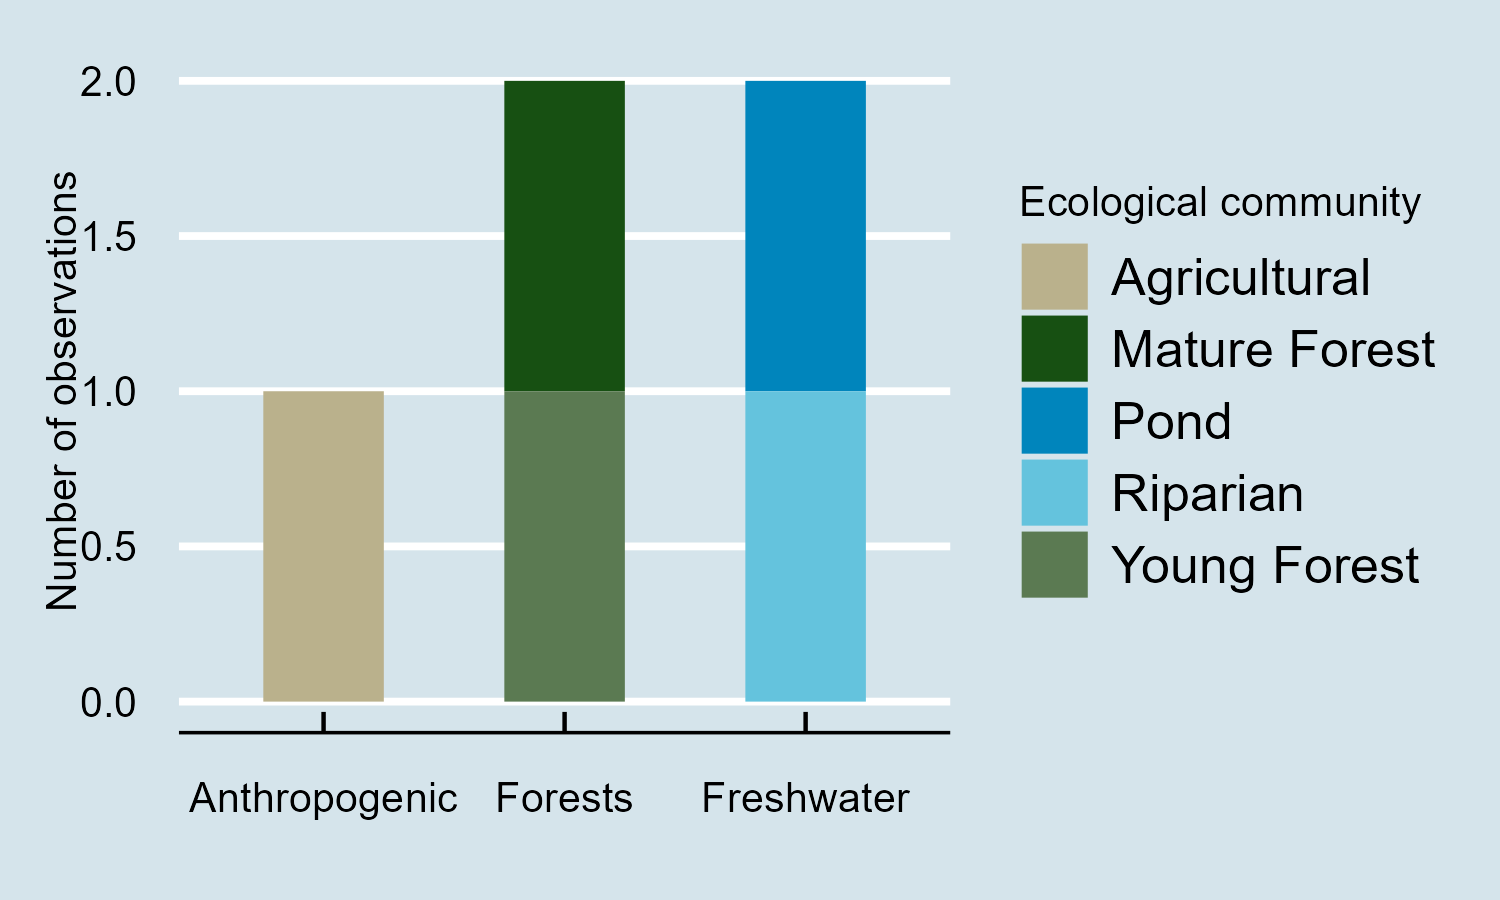 Number of observations
2.0
1.5
1.0
0.5
0.0
Anthropogenic
Forests
Freshwater
Ecological community
Agricultural
Mature Forest
Pond
Riparian
Young Forest